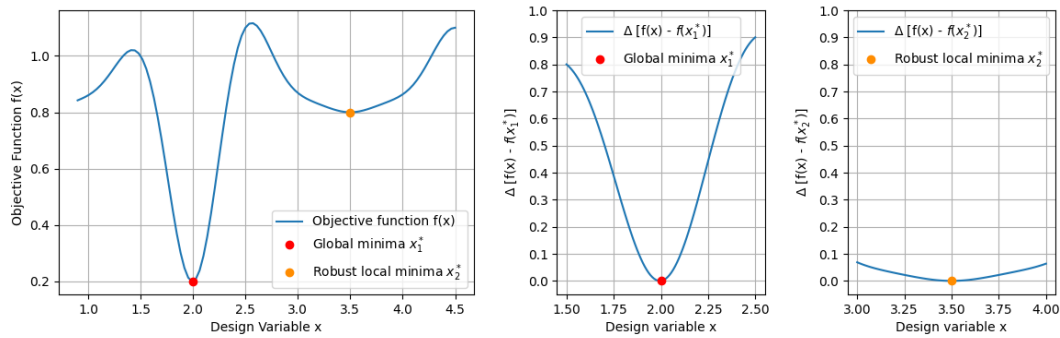 Objective Function f(x)
1.0
0.8
0.6
0.4
0.2
1.0 1.5 2.0 2.5 3.0 3.5 4.0 4.5
Design Variable x
Objective function f(x)
Global minima x₁*
Robust local minima x₂*
Δ [f(x) - f(x₁*)]
1.0
0.9
0.8
0.7
0.6
0.5
0.4
0.3
0.2
0.1
0.0
1.50 1.75 2.00 2.25 2.50
Design variable x
Δ [f(x) - f(x₁*)]
Global minima x₁*
Δ [f(x) - f(x₂*)]
1.0
0.9
0.8
0.7
0.6
0.5
0.4
0.3
0.2
0.1
0.0
3.00 3.25 3.50 3.75 4.00
Design variable x
Δ [f(x) - f(x₂*)]
Robust local minima x₂*